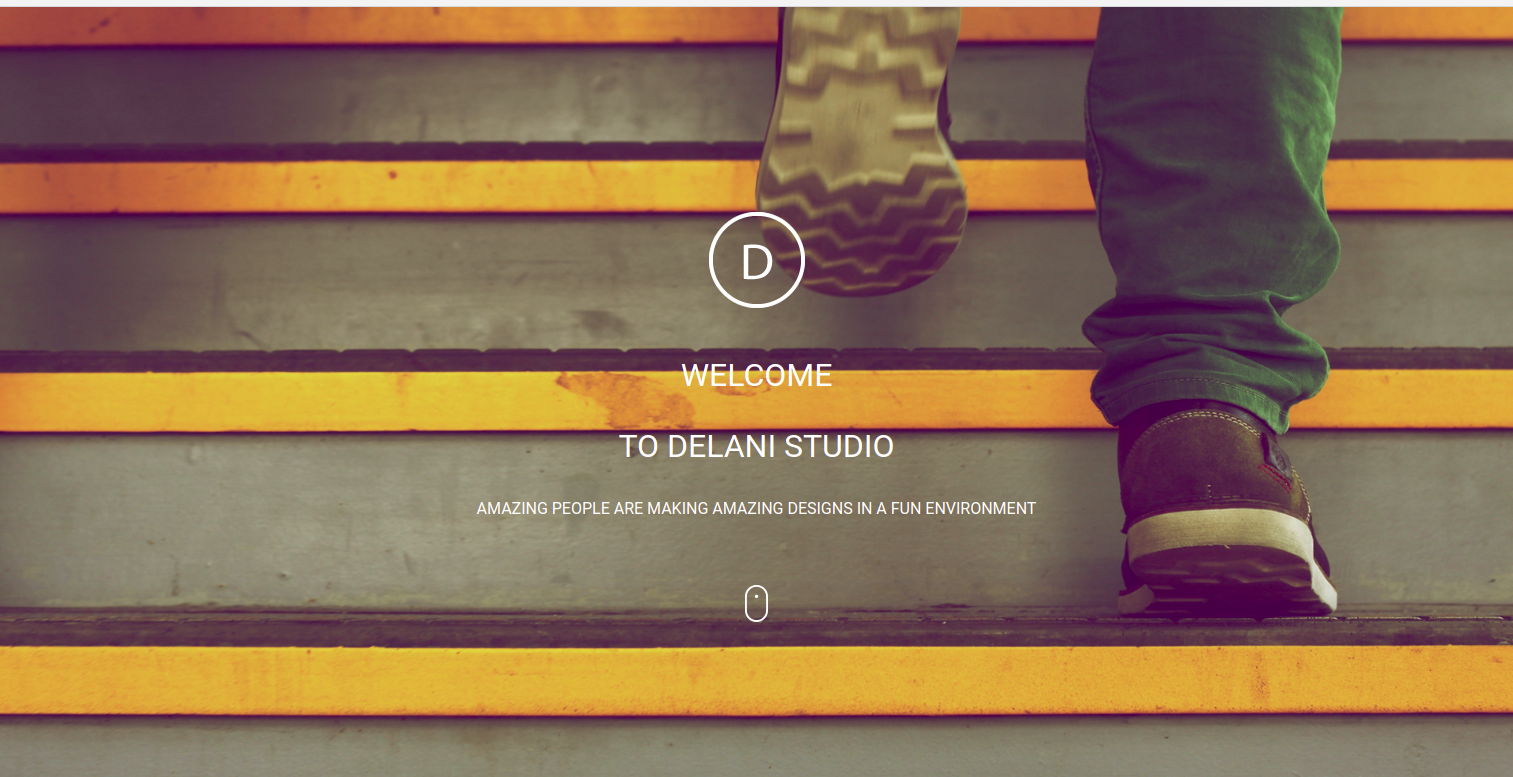 D
WELCOME
TO DELANI STUDIO
AMAZING PEOPLE ARE MAKING AMAZING DESIGNS IN A FUN ENVIRONMENT